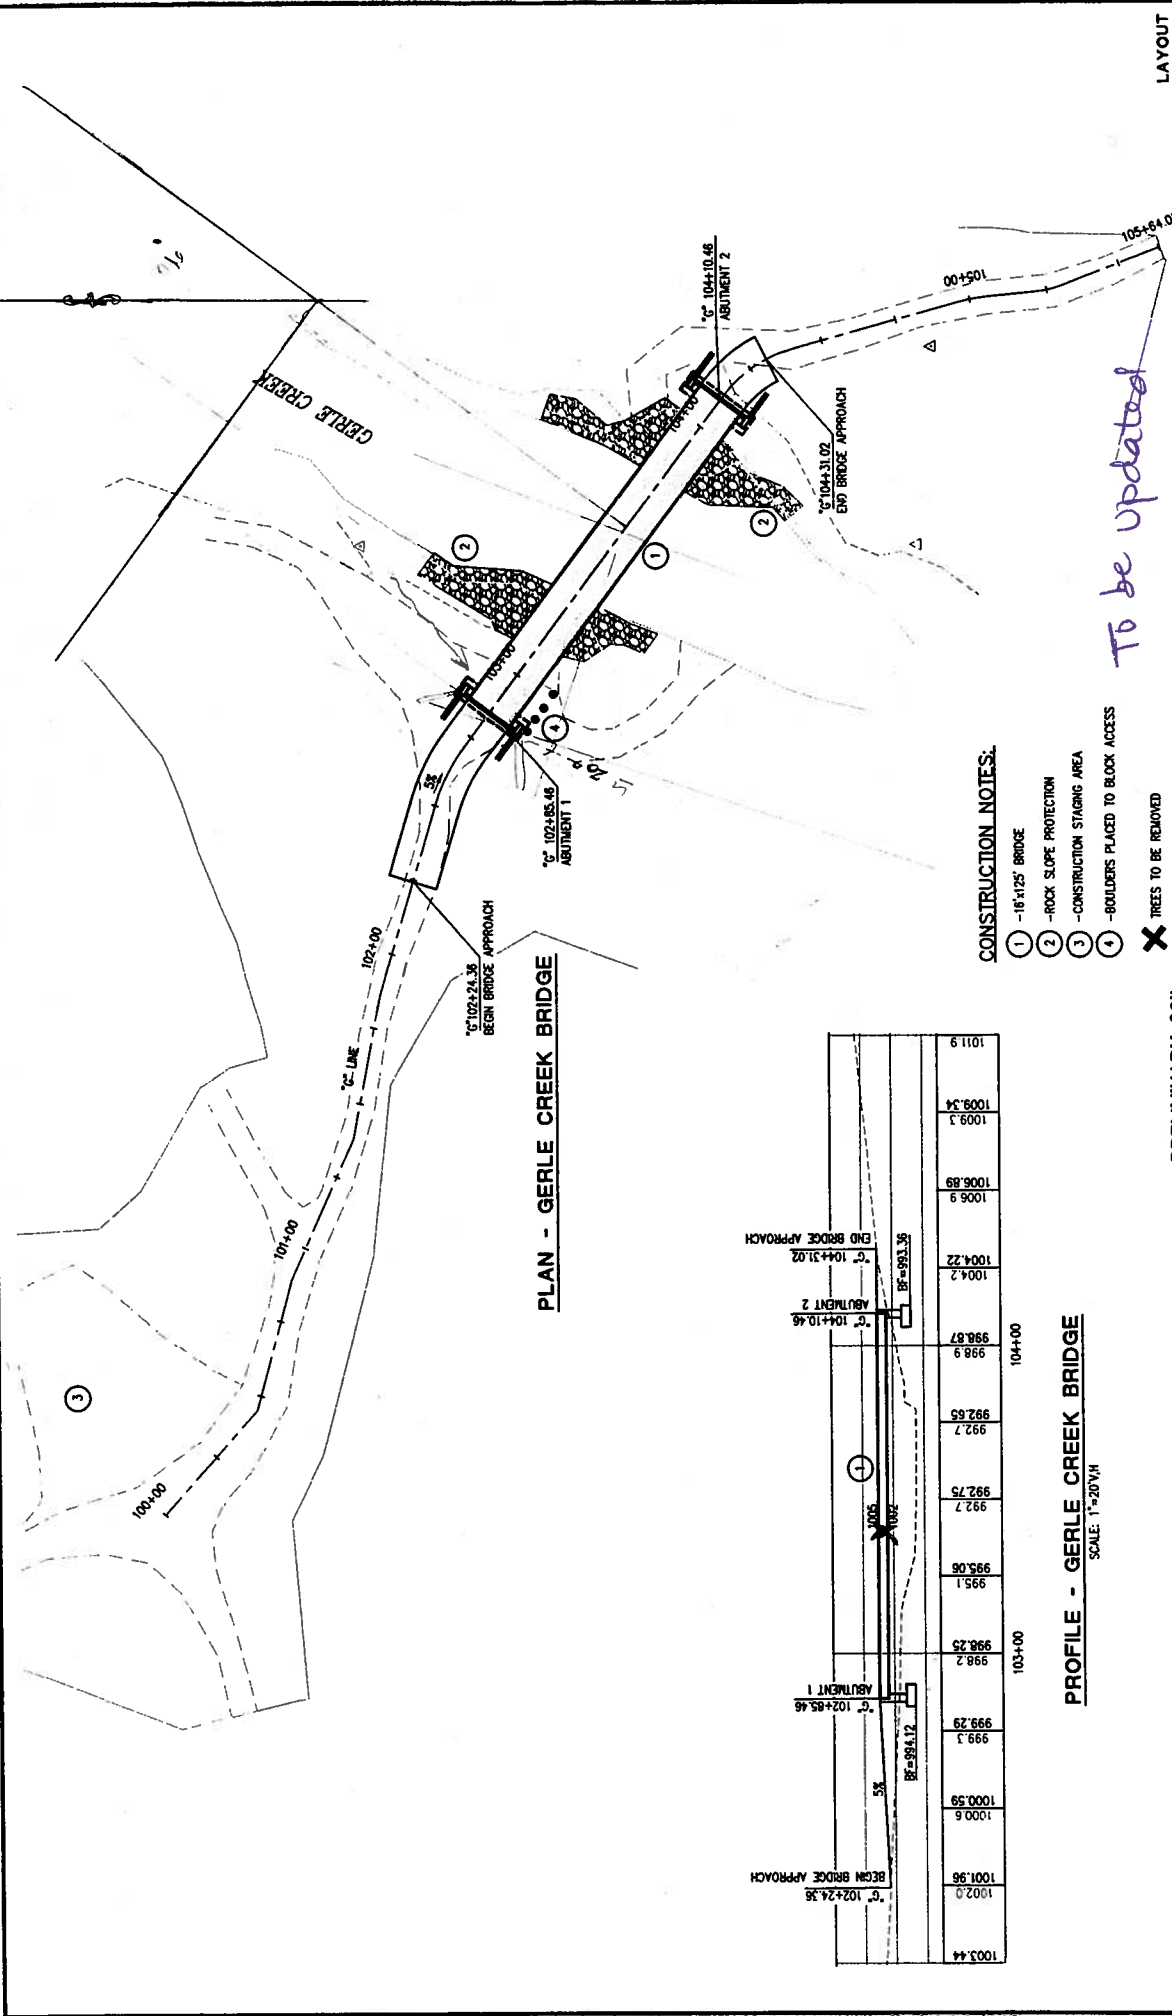 LAYOUT
GERLE CREEK
"G" 104+10.46
ABUTMENT 2
105+00
104+00
"G" 104+31.02
END BRIDGE APPROACH
2
2
1
103+00
4
5%
"G" 102+85.46
ABUTMENT 1
102+00
"G" 102+24.36
BEGIN BRIDGE APPROACH
"G" LINE
101+00
100+00
3
PLAN - GERLE CREEK BRIDGE
To be updated
CONSTRUCTION NOTES:
1 -16'x125' BRIDGE
2 -ROCK SLOPE PROTECTION
3 -CONSTRUCTION STAGING AREA
4 -BOULDERS PLACED TO BLOCK ACCESS
TREES TO BE REMOVED
BEGIN BRIDGE APPROACH
"G" 102+24.36
5%
"G" 102+85.46
ABUTMENT 1
BF=994.12
1
1005
1002
"G" 104+10.46
ABUTMENT 2
"G" 104+31.02
END BRIDGE APPROACH
BF=993.36
1003.44
1002.0 1001.96
1000.6 1000.59
999.3 999.29
998.2 998.25
995.1 995.06
992.7 992.75
992.7 992.65
998.9 998.87
1004.2 1004.22
1006.9 1006.89
1009.3 1009.34
1011.9
103+00
104+00
PROFILE - GERLE CREEK BRIDGE
SCALE: 1"=20'V,H